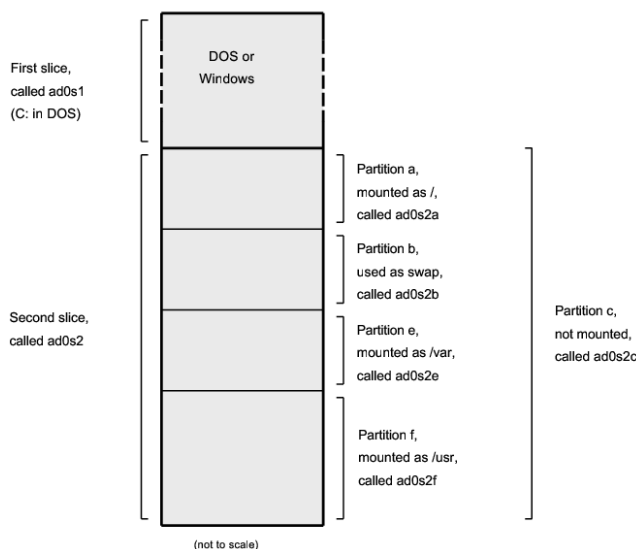 DOS or
Windows
First slice,
called ad0s1
(C: in DOS)
Partition a,
mounted as /,
called ad0s2a
Partition b,
used as swap,
called ad0s2b
Second slice,
called ad0s2
Partition c,
not mounted,
called ad0s2c
Partition e,
mounted as /var,
called ad0s2e
Partition f,
mounted as /usr,
called ad0s2f
(not to scale)